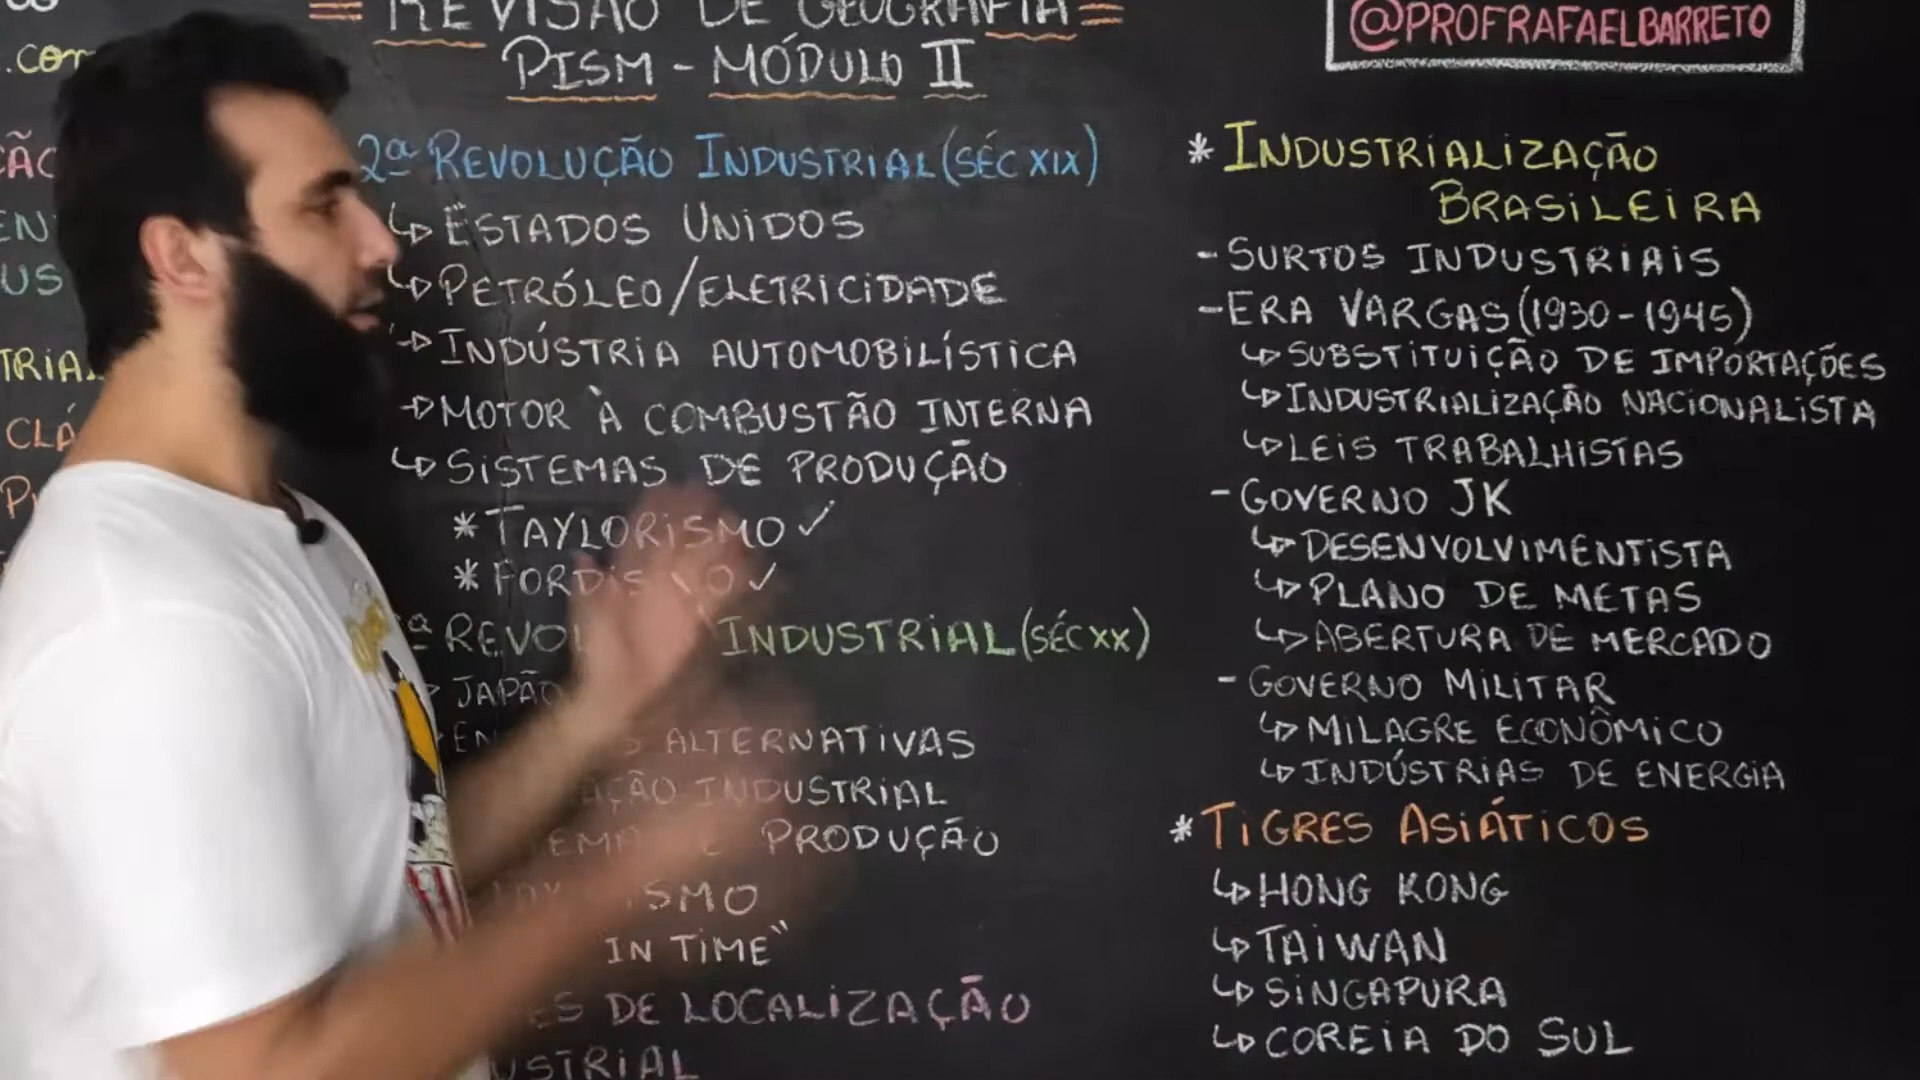 = REVISÃO DE GEOGRAFIA =
PISM - MÓDULO II
@PROFRAFAELBARRETO
.com
2ª REVOLUÇÃO INDUSTRIAL (SÉC XIX)
↳ ESTADOS UNIDOS
↳ PETRÓLEO/ELETRICIDADE
↳ INDÚSTRIA AUTOMOBILÍSTICA
↳ MOTOR À COMBUSTÃO INTERNA
↳ SISTEMAS DE PRODUÇÃO
* TAYLORISMO ✓
* FORDISMO ✓
INDUSTRIAL (SÉC XX)
JAPÃO
ALTERNATIVAS
INDUSTRIAL
PRODUÇÃO
IN TIME"
DE LOCALIZAÇÃO
* INDUSTRIALIZAÇÃO
BRASILEIRA
- SURTOS INDUSTRIAIS
- ERA VARGAS (1930-1945)
↳ SUBSTITUIÇÃO DE IMPORTAÇÕES
↳ INDUSTRIALIZAÇÃO NACIONALISTA
↳ LEIS TRABALHISTAS
- GOVERNO JK
↳ DESENVOLVIMENTISTA
↳ PLANO DE METAS
↳ ABERTURA DE MERCADO
- GOVERNO MILITAR
↳ MILAGRE ECONÔMICO
↳ INDÚSTRIAS DE ENERGIA
* TIGRES ASIÁTICOS
↳ HONG KONG
↳ TAIWAN
↳ SINGAPURA
↳ COREIA DO SUL